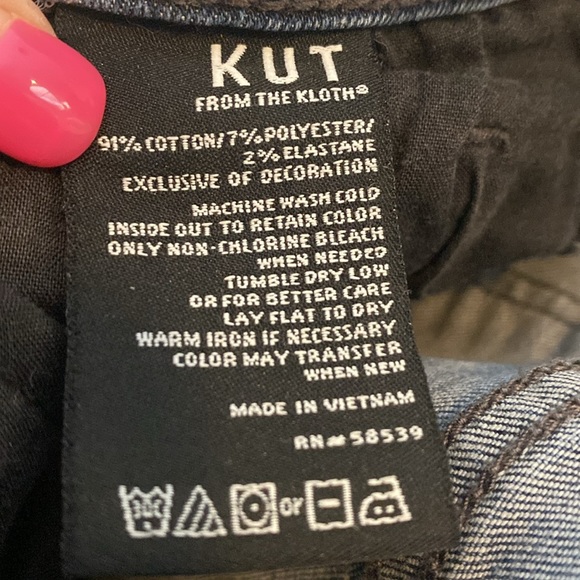 KUT
FROM THE KLOTH®
91% COTTON/7% POLYESTER/
2% ELASTANE
EXCLUSIVE OF DECORATION
MACHINE WASH COLD
INSIDE OUT TO RETAIN COLOR
ONLY NON-CHLORINE BLEACH
WHEN NEEDED
TUMBLE DRY LOW
OR FOR BETTER CARE
LAY FLAT TO DRY
WARM IRON IF NECESSARY
COLOR MAY TRANSFER
WHEN NEW
MADE IN VIETNAM
RN# 58539
30C or